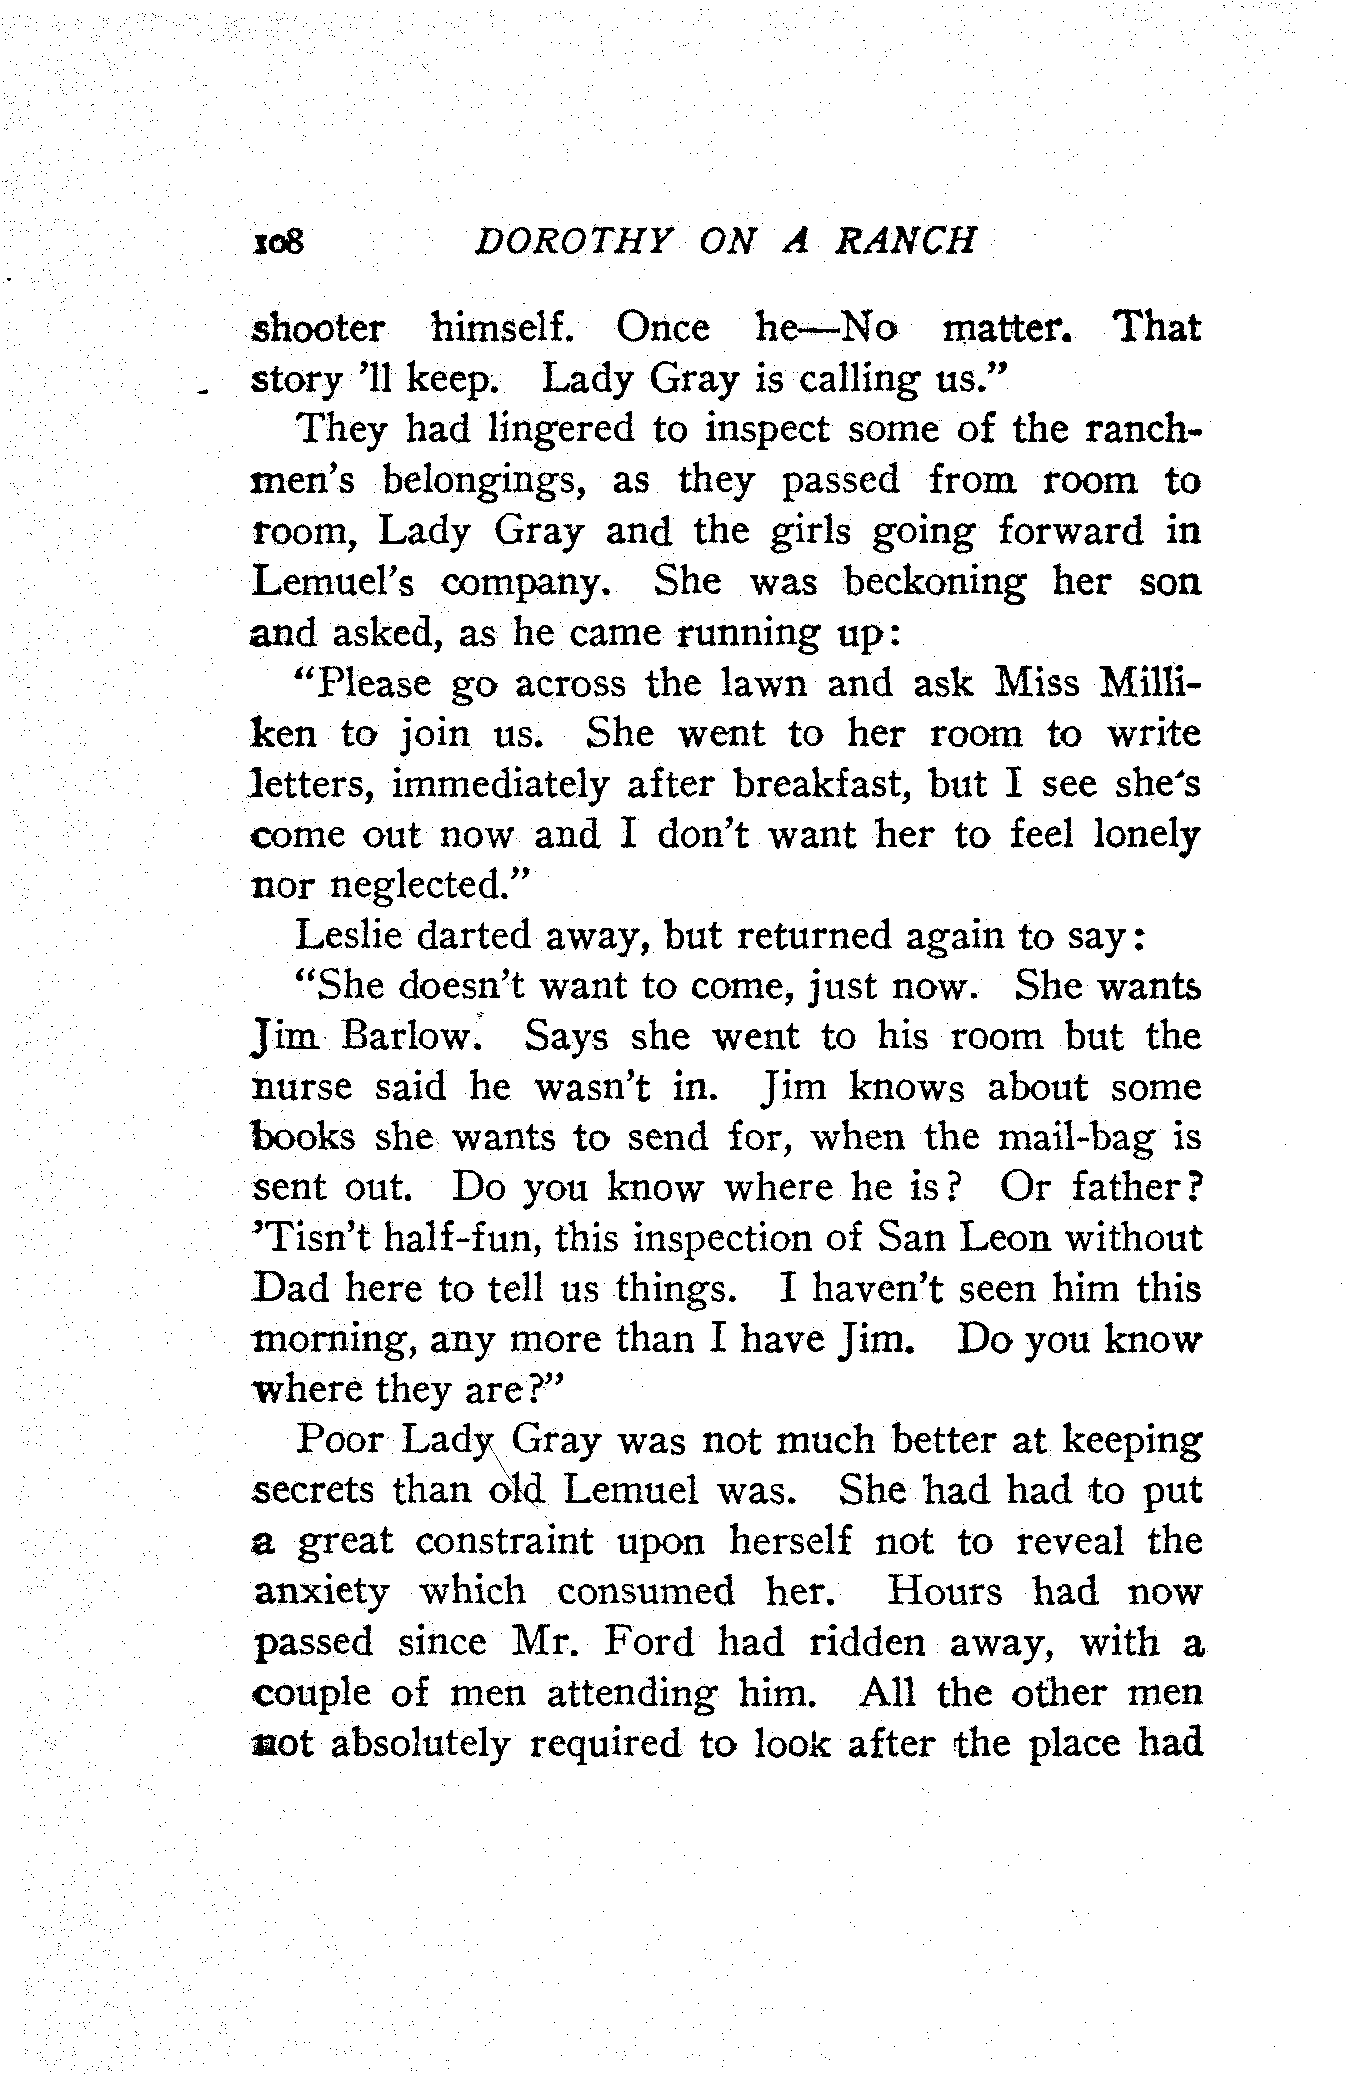 108 DOROTHY ON A RANCH
shooter himself. Once he—No matter. That
story 'll keep. Lady Gray is calling us."
They had lingered to inspect some of the ranch-
men's belongings, as they passed from room to
room, Lady Gray and the girls going forward in
Lemuel's company. She was beckoning her son
and asked, as he came running up:
"Please go across the lawn and ask Miss Milli-
ken to join us. She went to her room to write
letters, immediately after breakfast, but I see she's
come out now and I don't want her to feel lonely
nor neglected."
Leslie darted away, but returned again to say:
"She doesn't want to come, just now. She wants
Jim Barlow. Says she went to his room but the
nurse said he wasn't in. Jim knows about some
books she wants to send for, when the mail-bag is
sent out. Do you know where he is? Or father?
'Tisn't half-fun, this inspection of San Leon without
Dad here to tell us things. I haven't seen him this
morning, any more than I have Jim. Do you know
where they are?"
Poor Lady Gray was not much better at keeping
secrets than old Lemuel was. She had had to put
a great constraint upon herself not to reveal the
anxiety which consumed her. Hours had now
passed since Mr. Ford had ridden away, with a
couple of men attending him. All the other men
not absolutely required to look after the place had